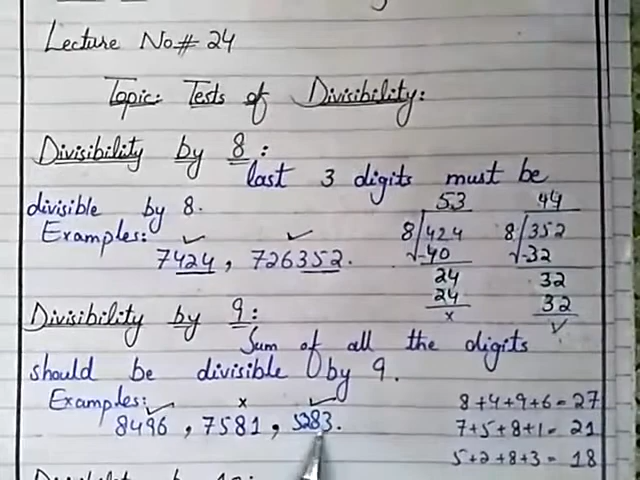 Lecture No# 24
Topic: Tests of Divisibility:
Divisibility by 8:
last 3 digits must be
divisible by 8.
Examples:
7424, 726352.
53
8 424
-40
24
24
x
44
8 352
-32
32
32
Divisibility by 9:
Sum of all the digits
should be divisible by 9.
Examples:
8496, 7581, 5283.
8+4+9+6=27
7+5+8+1=21
5+2+8+3=18